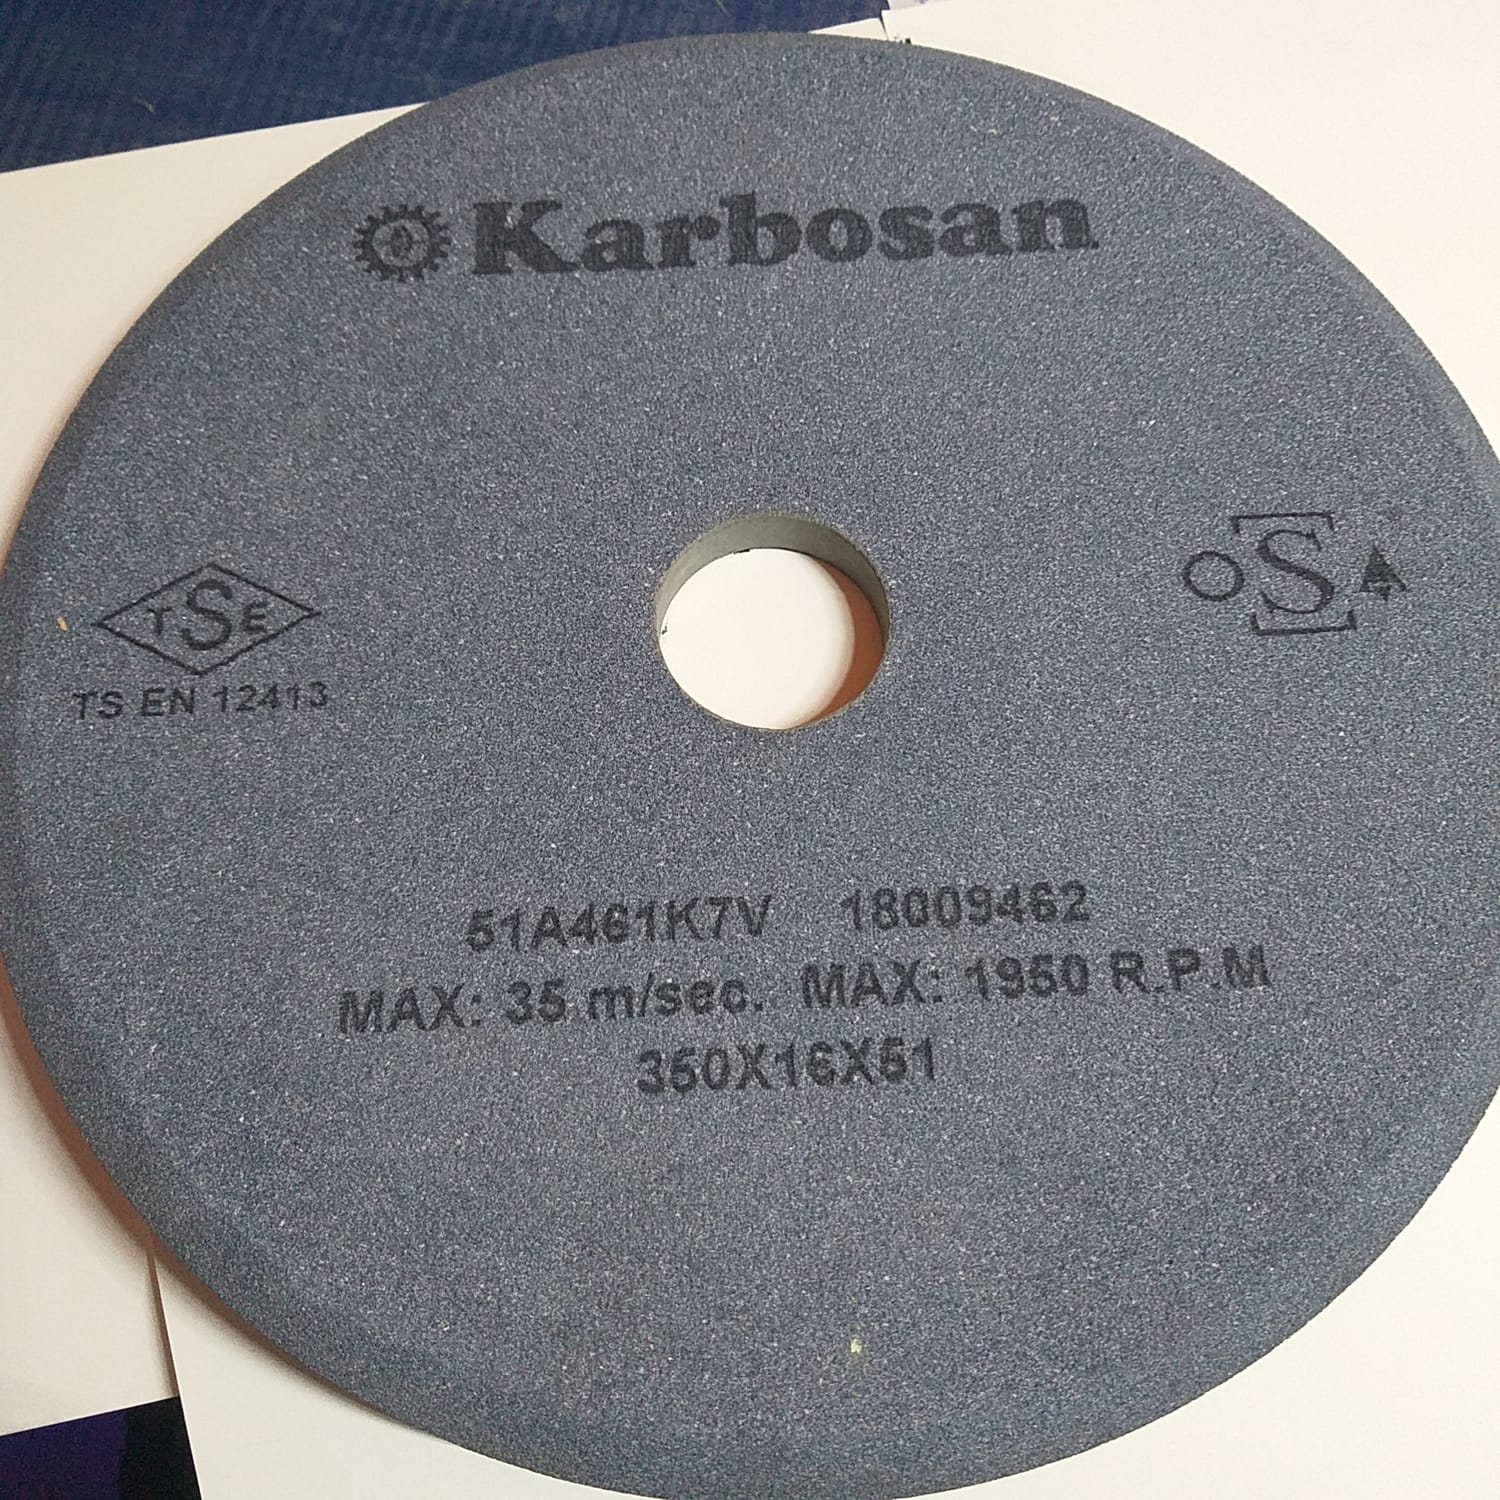 Karbosan
TSE
TS EN 12413
OSA
51A461K7V 18009462
MAX: 35 m/sec. MAX: 1950 R.P.M
350X16X51